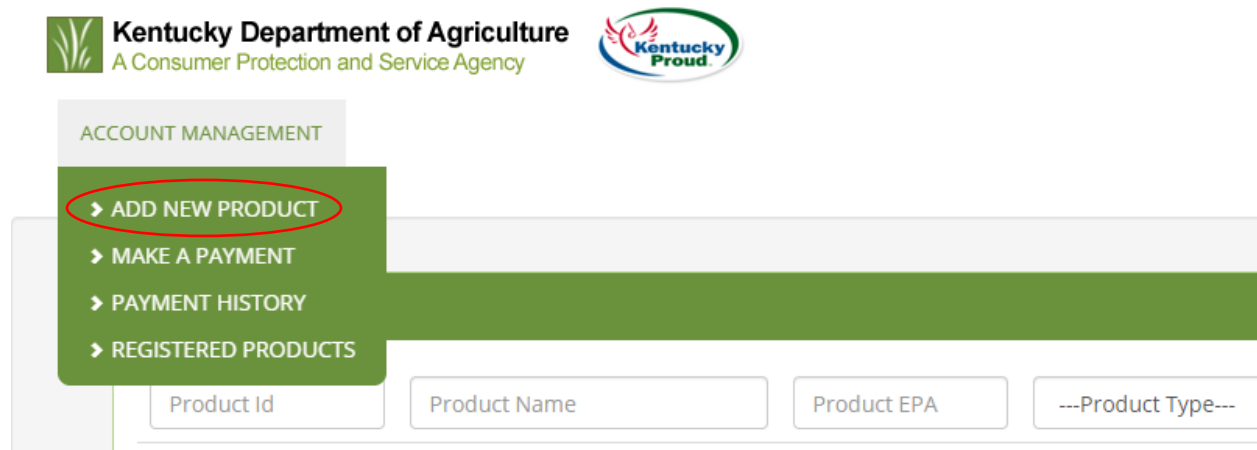 Kentucky Department of Agriculture
A Consumer Protection and Service Agency
Kentucky
Proud
ACCOUNT MANAGEMENT
ADD NEW PRODUCT
MAKE A PAYMENT
PAYMENT HISTORY
REGISTERED PRODUCTS
Product Id
Product Name
Product EPA
---Product Type---